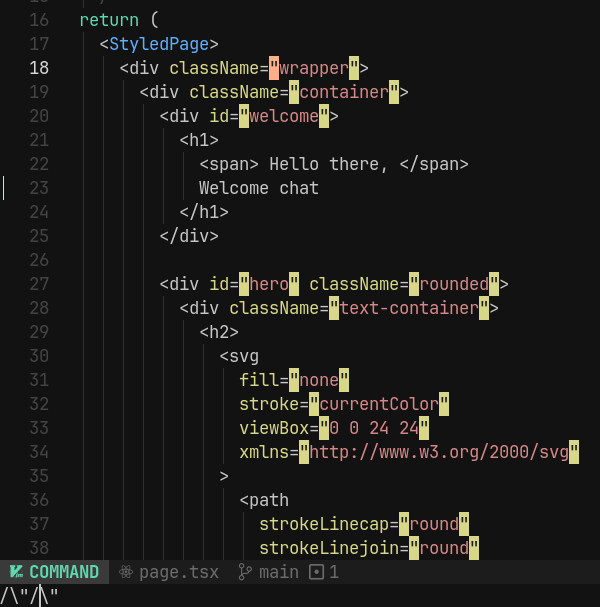 16 return (
17 <StyledPage>
18 <div className="wrapper">
19 <div className="container">
20 <div id="welcome">
21 <h1>
22 <span> Hello there, </span>
23 Welcome chat
24 </h1>
25 </div>
26
27 <div id="hero" className="rounded">
28 <div className="text-container">
29 <h2>
30 <svg
31 fill="none"
32 stroke="currentColor"
33 viewBox="0 0 24 24"
34 xmlns="http://www.w3.org/2000/svg"
35 >
36 <path
37 strokeLinecap="round"
38 strokeLinejoin="round"
COMMAND page.tsx main 1
/\"/\"